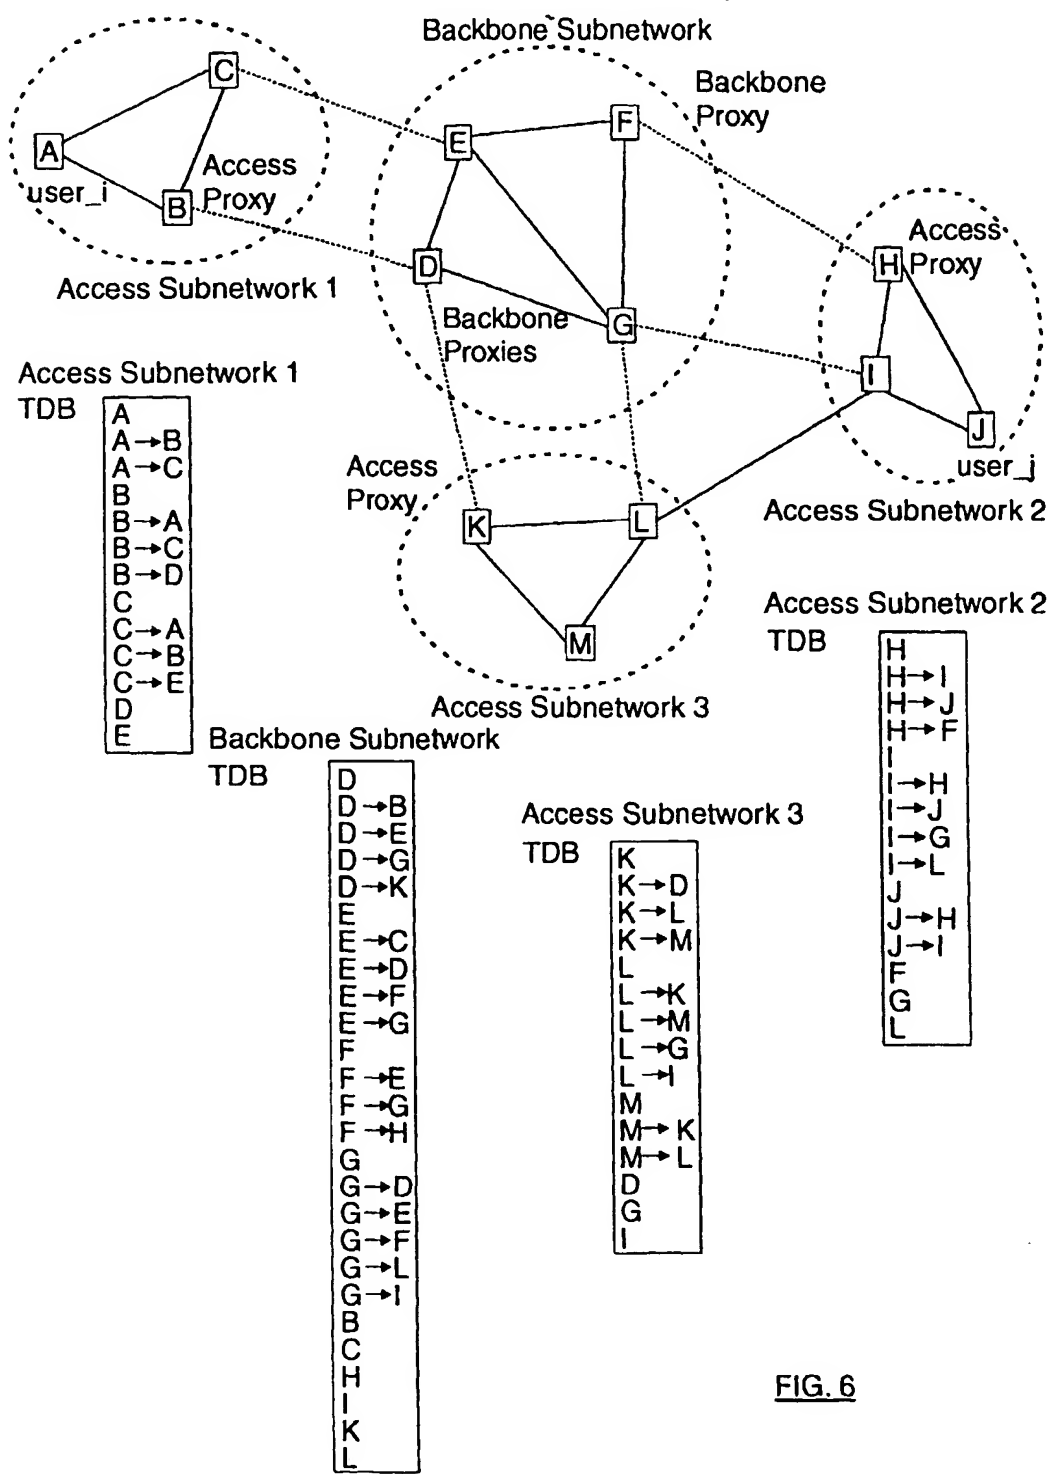 Backbone Subnetwork
C
Backbone
Proxy
F
E
A
Access
Proxy
user_i
B
Access
Proxy
H
D
Access Subnetwork 1
Backbone
Proxies
G
I
J
user_j
Access
Proxy
K
L
Access Subnetwork 2
M
Access Subnetwork 3
Access Subnetwork 1
TDB
A
A→B
A→C
B
B→A
B→C
B→D
C
C→A
C→B
C→E
D
E
Backbone Subnetwork
TDB
D
D→B
D→E
D→G
D→K
E
E→C
E→D
E→F
E→G
F
F→E
F→G
F→H
G
G→D
G→E
G→F
G→L
G→I
B
C
H
I
K
L
Access Subnetwork 3
TDB
K
K→D
K→L
K→M
L
L→K
L→M
L→G
L→I
M
M→K
M→L
D
G
I
Access Subnetwork 2
TDB
H
H→I
H→J
H→F
I
I→H
I→J
I→G
I→L
J
J→H
J→I
F
G
L
FIG. 6